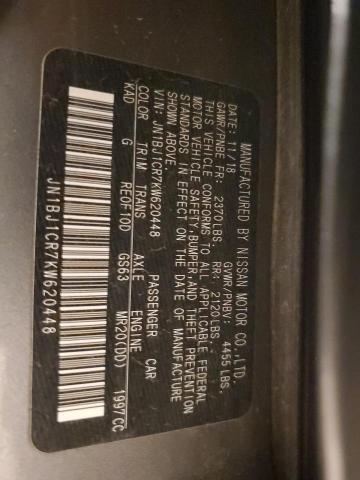 MANUFACTURED BY NISSAN MOTOR CO.,LTD.
DATE: 11/18 GVWR/PNBV: 4455 LBS.
GAWR/PNBE FR: 2370LBS. RR: 2120LBS.
THIS VEHICLE CONFORMS TO ALL APPLICABLE FEDERAL
MOTOR VEHICLE SAFETY,BUMPER,AND THEFT PREVENTION
STANDARDS IN EFFECT ON THE DATE OF MANUFACTURE
SHOWN ABOVE.
VIN: JN1BJ1CR7KW620448 PASSENGER CAR
COLOR TRIM TRANS AXLE ENGINE
KAD G RE0F10D GS63 MR20(DD) 1997CC
JN1BJ1CR7KW620448